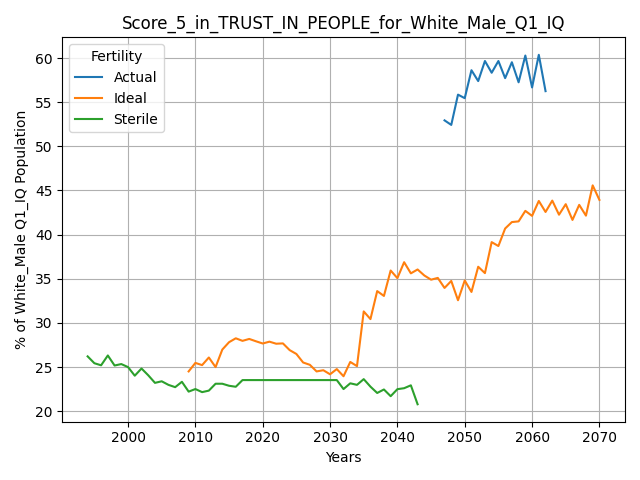 Score_5_in_TRUST_IN_PEOPLE_for_White_Male_Q1_IQ
Fertility
Actual
Ideal
Sterile
% of White_Male Q1_IQ Population
60
55
50
45
40
35
30
25
20
2000 2010 2020 2030 2040 2050 2060 2070
Years